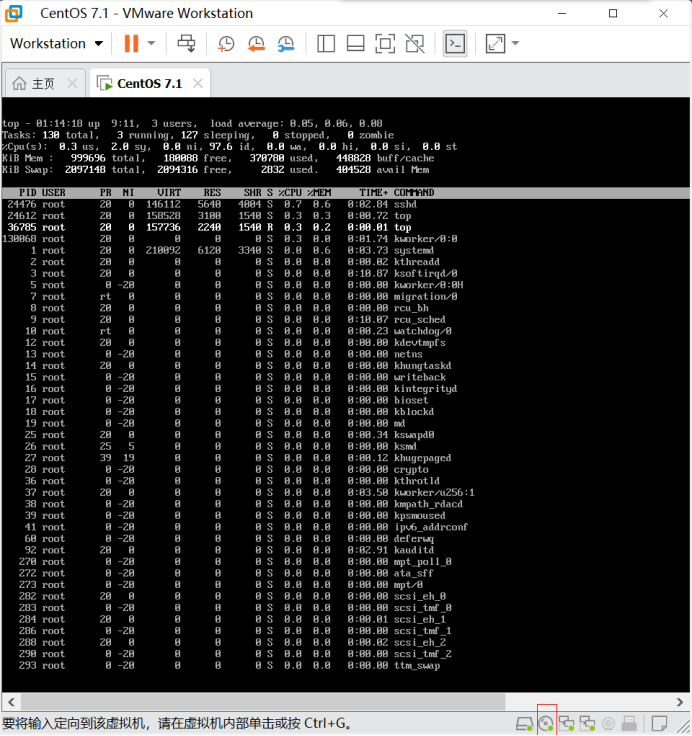 CentOS 7.1 - VMware Workstation
Workstation
主页
CentOS 7.1
top - 01:14:18 up  9:11,  3 users,  load average: 0.05, 0.06, 0.08
Tasks: 130 total,   3 running, 127 sleeping,   0 stopped,   0 zombie
%Cpu(s):  0.3 us,  2.0 sy,  0.0 ni, 97.6 id,  0.0 wa,  0.0 hi,  0.0 si,  0.0 st
KiB Mem :   999696 total,   180088 free,   370780 used,   448828 buff/cache
KiB Swap:  2097148 total,  2094316 free,     2832 used.   404528 avail Mem
PID USER PR NI VIRT RES SHR S %CPU %MEM TIME+ COMMAND
24476 root 20 0 146112 5640 4004 S 0.7 0.6 0:02.84 sshd
24612 root 20 0 158528 3100 1540 S 0.3 0.3 0:00.72 top
36785 root 20 0 157736 2240 1540 R 0.3 0.2 0:00.01 top
130068 root 20 0 0 0 0 S 0.3 0.0 0:01.74 kworker/0:0
1 root 20 0 210092 6120 3340 S 0.0 0.6 0:03.73 systemd
2 root 20 0 0 0 0 S 0.0 0.0 0:00.02 kthreadd
3 root 20 0 0 0 0 S 0.0 0.0 0:10.87 ksoftirqd/0
5 root 0 -20 0 0 0 S 0.0 0.0 0:00.00 kworker/0:0H
7 root rt 0 0 0 0 S 0.0 0.0 0:00.00 migration/0
8 root 20 0 0 0 0 S 0.0 0.0 0:00.00 rcu_bh
9 root 20 0 0 0 0 S 0.0 0.0 0:10.07 rcu_sched
10 root rt 0 0 0 0 S 0.0 0.0 0:00.23 watchdog/0
12 root 20 0 0 0 0 S 0.0 0.0 0:00.00 kdevtmpfs
13 root 0 -20 0 0 0 S 0.0 0.0 0:00.00 netns
14 root 20 0 0 0 0 S 0.0 0.0 0:00.00 khungtaskd
15 root 0 -20 0 0 0 S 0.0 0.0 0:00.00 writeback
16 root 0 -20 0 0 0 S 0.0 0.0 0:00.00 kintegrityd
17 root 0 -20 0 0 0 S 0.0 0.0 0:00.00 bioset
18 root 0 -20 0 0 0 S 0.0 0.0 0:00.00 kblockd
19 root 0 -20 0 0 0 S 0.0 0.0 0:00.00 md
25 root 20 0 0 0 0 S 0.0 0.0 0:00.34 kswapd0
26 root 25 5 0 0 0 S 0.0 0.0 0:00.00 ksmd
27 root 39 19 0 0 0 S 0.0 0.0 0:00.12 khugepaged
28 root 0 -20 0 0 0 S 0.0 0.0 0:00.00 crypto
36 root 0 -20 0 0 0 S 0.0 0.0 0:00.00 kthrotld
37 root 20 0 0 0 0 S 0.0 0.0 0:03.50 kworker/u256:1
38 root 0 -20 0 0 0 S 0.0 0.0 0:00.00 kmpath_rdacd
39 root 0 -20 0 0 0 S 0.0 0.0 0:00.00 kpsmoused
41 root 0 -20 0 0 0 S 0.0 0.0 0:00.00 ipv6_addrconf
60 root 0 -20 0 0 0 S 0.0 0.0 0:00.00 deferwq
92 root 20 0 0 0 0 S 0.0 0.0 0:02.91 kauditd
270 root 0 -20 0 0 0 S 0.0 0.0 0:00.00 mpt_poll_0
272 root 0 -20 0 0 0 S 0.0 0.0 0:00.00 ata_sff
273 root 0 -20 0 0 0 S 0.0 0.0 0:00.00 mpt/0
282 root 20 0 0 0 0 S 0.0 0.0 0:00.00 scsi_eh_0
283 root 0 -20 0 0 0 S 0.0 0.0 0:00.00 scsi_tmf_0
284 root 20 0 0 0 0 S 0.0 0.0 0:00.01 scsi_eh_1
286 root 0 -20 0 0 0 S 0.0 0.0 0:00.00 scsi_tmf_1
288 root 20 0 0 0 0 S 0.0 0.0 0:00.02 scsi_eh_2
290 root 0 -20 0 0 0 S 0.0 0.0 0:00.00 scsi_tmf_2
293 root 0 -20 0 0 0 S 0.0 0.0 0:00.00 ttm_swap
要将输入定向到该虚拟机，请在虚拟机内部单击或按 Ctrl+G。